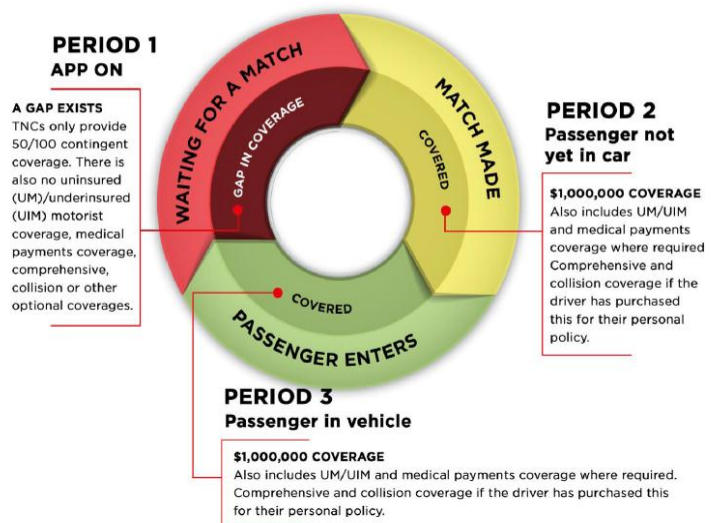 PERIOD 1
APP ON
A GAP EXISTS
TNCs only provide
50/100 contingent
coverage. There is
also no uninsured
(UM)/underinsured
(UIM) motorist
coverage, medical
payments coverage,
comprehensive,
collision or other
optional coverages.
WAITING FOR A MATCH
GAP IN COVERAGE
MATCH MADE
COVERED
PERIOD 2
Passenger not
yet in car
$1,000,000 COVERAGE
Also includes UM/UIM
and medical payments
coverage where required
Comprehensive and
collision coverage if the
driver has purchased
this for their personal
policy.
COVERED
PASSENGER ENTERS
PERIOD 3
Passenger in vehicle
$1,000,000 COVERAGE
Also includes UM/UIM and medical payments coverage where required.
Comprehensive and collision coverage if the driver has purchased this
for their personal policy.